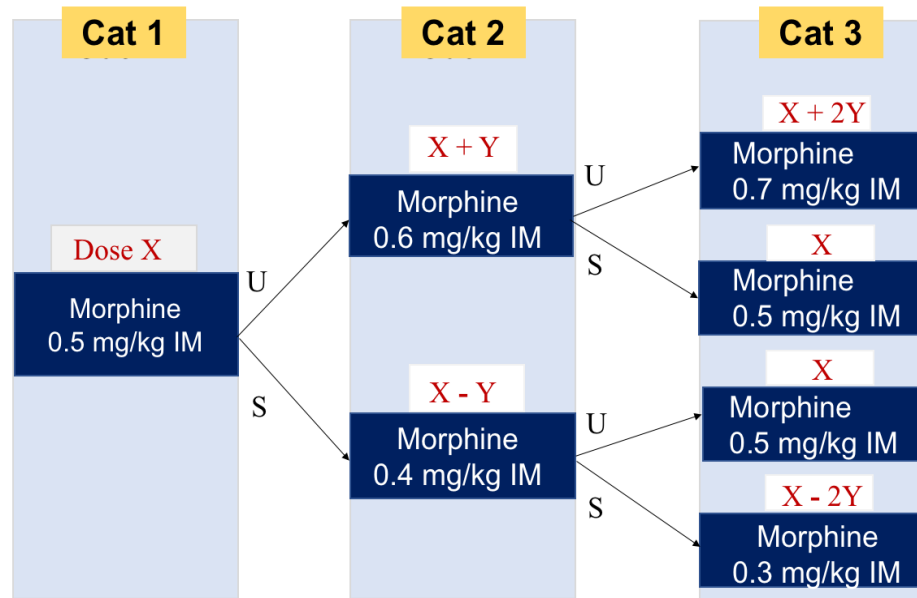 Cat 1
Dose X
Morphine
0.5 mg/kg IM
U
S
Cat 2
X + Y
Morphine
0.6 mg/kg IM
X - Y
Morphine
0.4 mg/kg IM
U
S
U
S
Cat 3
X + 2Y
Morphine
0.7 mg/kg IM
X
Morphine
0.5 mg/kg IM
X
Morphine
0.5 mg/kg IM
X - 2Y
Morphine
0.3 mg/kg IM